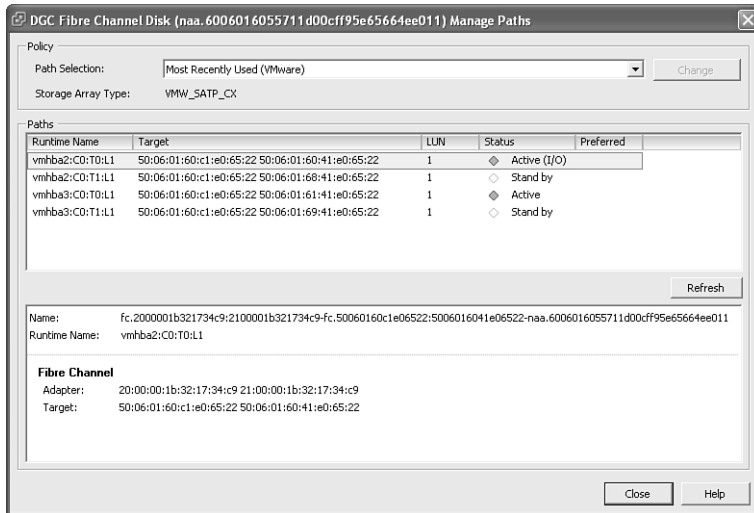 DGC Fibre Channel Disk (naa.6006016055711d00cff95e65664ee011) Manage Paths
Policy
Path Selection: Most Recently Used (VMware) Change
Storage Array Type: VMW_SATP_CX
Paths
Runtime Name Target LUN Status Preferred
vmhba2:C0:T0:L1 50:06:01:60:c1:e0:65:22 50:06:01:60:41:e0:65:22 1 Active (I/O)
vmhba2:C0:T1:L1 50:06:01:60:c1:e0:65:22 50:06:01:68:41:e0:65:22 1 Stand by
vmhba3:C0:T0:L1 50:06:01:60:c1:e0:65:22 50:06:01:61:41:e0:65:22 1 Active
vmhba3:C0:T1:L1 50:06:01:60:c1:e0:65:22 50:06:01:69:41:e0:65:22 1 Stand by
Refresh
Name: fc.2000001b321734c9:2100001b321734c9-fc.50060160c1e06522:5006016041e06522-naa.6006016055711d00cff95e65664ee011
Runtime Name: vmhba2:C0:T0:L1
Fibre Channel
Adapter: 20:00:00:1b:32:17:34:c9 21:00:00:1b:32:17:34:c9
Target: 50:06:01:60:c1:e0:65:22 50:06:01:60:41:e0:65:22
Close Help